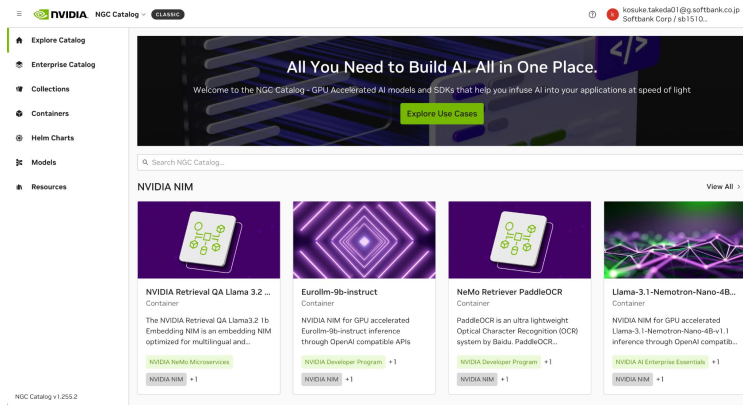 NVIDIA. NGC Catalog CLASSIC
kosuke.takeda01@g.softbank.co.jp
k
Softbank Corp / sb1510...
Explore Catalog
Enterprise Catalog
Collections
Containers
Helm Charts
Models
Resources
NGC Catalog v1.255.2
</>
All You Need to Build AI. All in One Place.
Welcome to the NGC Catalog - GPU Accelerated AI models and SDKs that help you infuse AI into your applications at speed of light
Explore Use Cases
Search NGC Catalog...
NVIDIA NIM
View All >
NVIDIA Retrieval QA Llama 3.2 ...
Container
The NVIDIA Retrieval QA Llama3.2 1b
Embedding NIM is an embedding NIM
optimized for multilingual and...
NVIDIA NeMo Microservices
NVIDIA NIM +1
Eurollm-9b-instruct
Container
NVIDIA NIM for GPU accelerated
Eurollm-9b-instruct inference
through OpenAI compatible APIs
NVIDIA Developer Program +1
NVIDIA NIM +1
NeMo Retriever PaddleOCR
Container
PaddleOCR is an ultra lightweight
Optical Character Recognition (OCR)
system by Baidu. PaddleOCR...
NVIDIA Developer Program +1
NVIDIA NIM +1
Llama-3.1-Nemotron-Nano-4B...
Container
NVIDIA NIM for GPU accelerated
Llama-3.1-Nemotron-Nano-4B-v1.1
inference through OpenAI compatib...
NVIDIA AI Enterprise Essentials +1
NVIDIA NIM +1